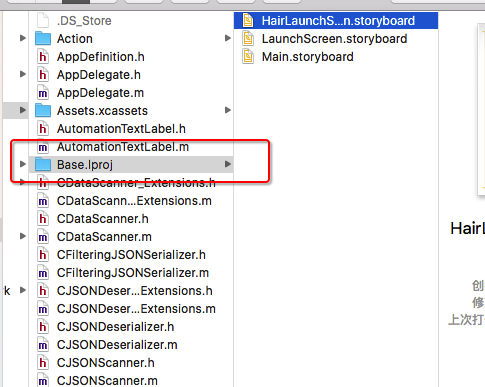 .DS_Store
Action
AppDefinition.h
AppDelegate.h
AppDelegate.m
Assets.xcassets
AutomationTextLabel.h
AutomationTextLabel.m
Base.lproj
CDataScanner_Extensions.h
CDataScann...Extensions.m
CDataScanner.h
CDataScanner.m
CFilteringJSONSerializer.h
CFilteringJSONSerializer.m
CJSONDeser...Extensions.h
CJSONDeser...Extensions.m
CJSONDeserializer.h
CJSONDeserializer.m
CJSONScanner.h
CJSONScanner.m
HairLaunchS...n.storyboard
LaunchScreen.storyboard
Main.storyboard
rk
HairL
创
修
上次打